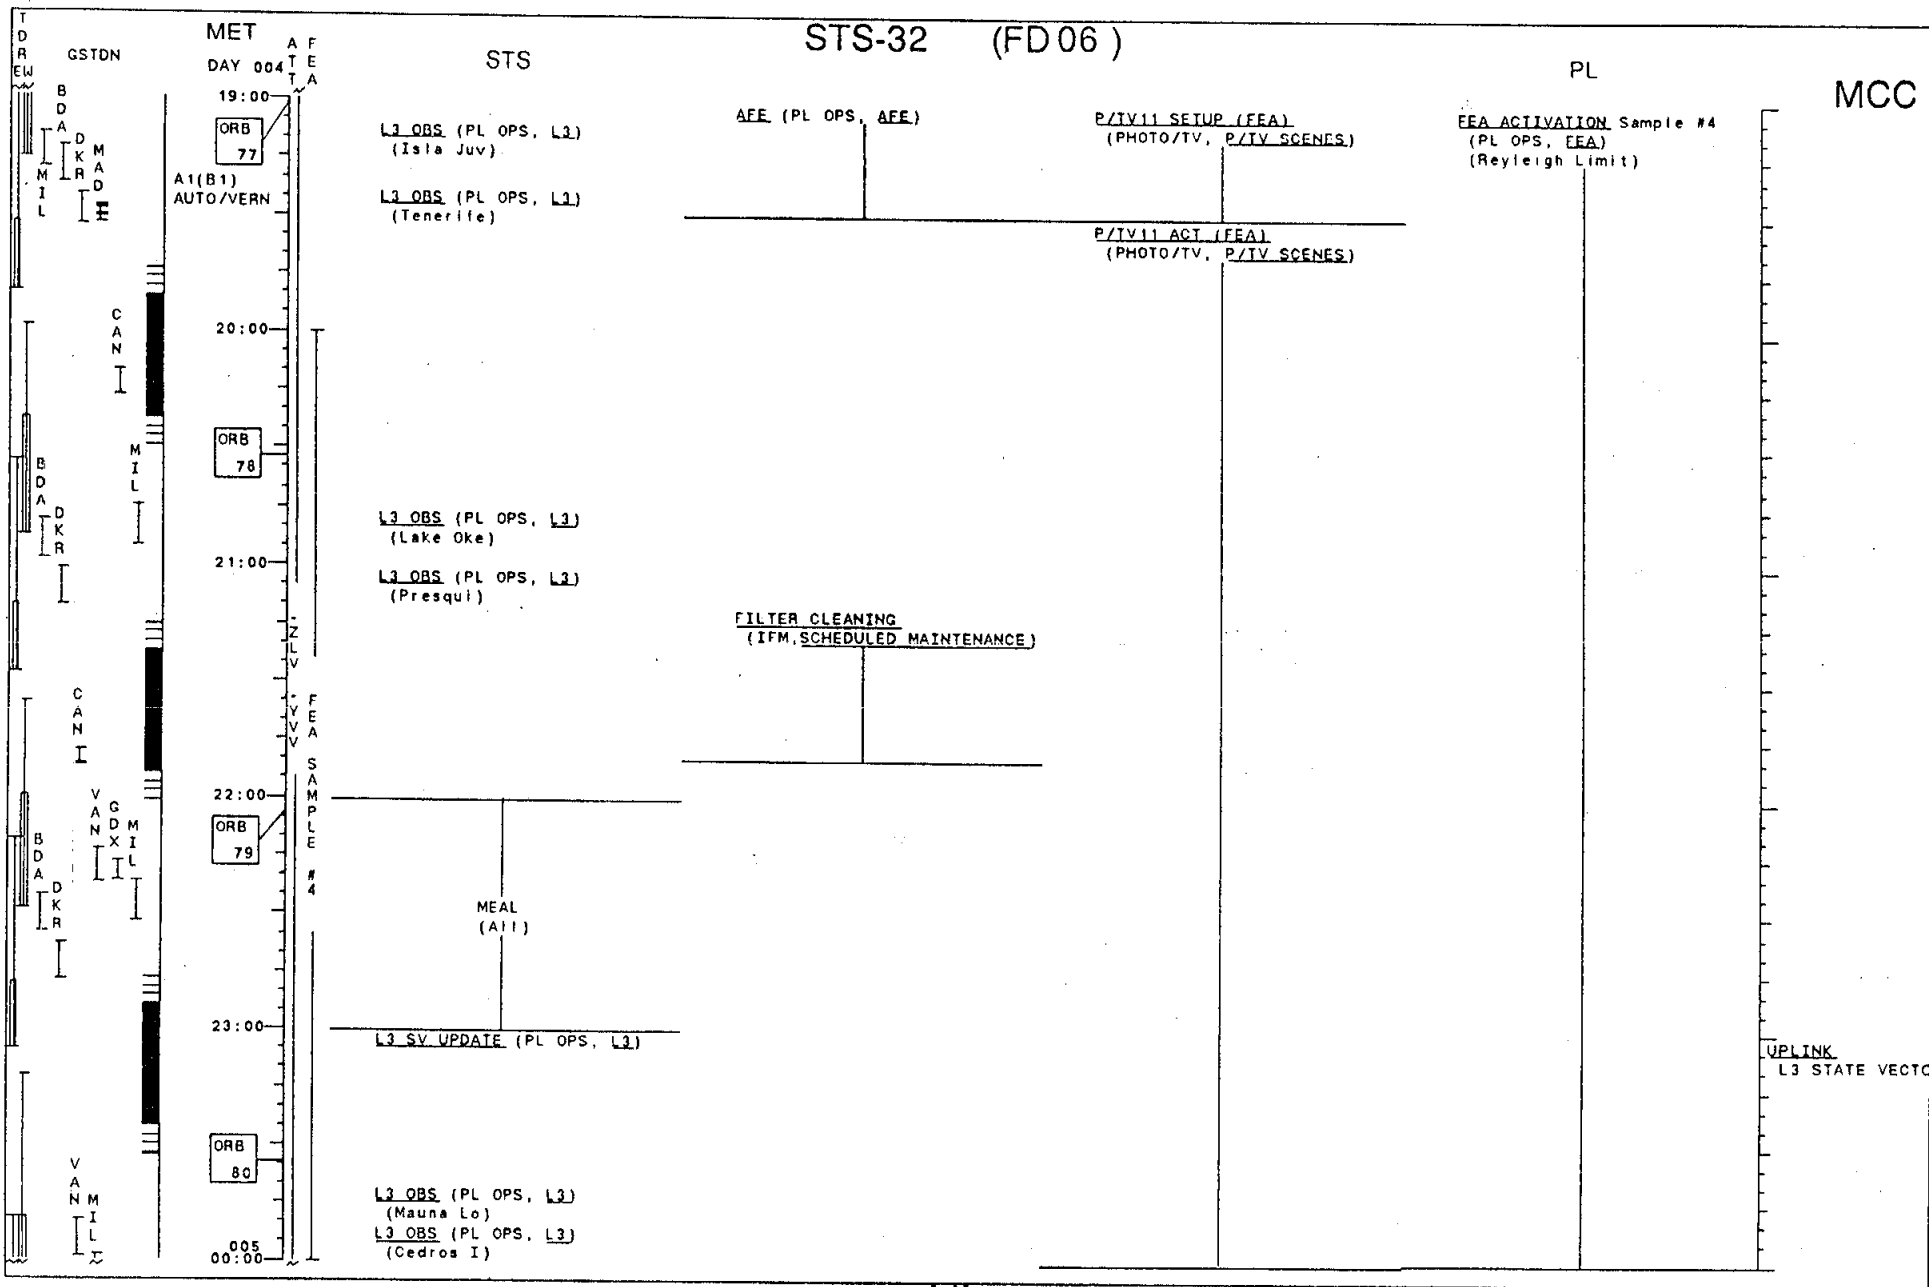 STS-32 (FD 06 )
TDRE W
GSTDN
MET
DAY 004
ATT
FEA
STS
PL
MCC
BDA
DKR
MAD
MIL
19:00
ORB
77
A1(B1)
AUTO/VERN
L3 OBS (PL OPS, L3)
(Isla Juv)
L3 OBS (PL OPS, L3)
(Tenerife)
AFE (PL OPS, AFE)
P/TV11 SETUP (FEA)
(PHOTO/TV, P/TV SCENES)
P/TV11 ACT (FEA)
(PHOTO/TV, P/TV SCENES)
FEA ACTIVATION Sample #4
(PL OPS, FEA)
(Reyleigh Limit)
CAN
20:00
ORB
78
MIL
BDA
DKR
L3 OBS (PL OPS, L3)
(Lake Oke)
21:00
L3 OBS (PL OPS, L3)
(Presqui)
FILTER CLEANING
(IFM,SCHEDULED MAINTENANCE)
-ZLV -YVV
FEA SAMPLE #4
CAN
22:00
ORB
79
VAN
GDX
MIL
BDA
DKR
MEAL
(All)
23:00
L3 SV UPDATE (PL OPS, L3)
UPLINK
L3 STATE VECTO
ORB
80
VAN
MIL
L3 OBS (PL OPS, L3)
(Mauna Lo)
L3 OBS (PL OPS, L3)
(Cedros I)
005
00:00